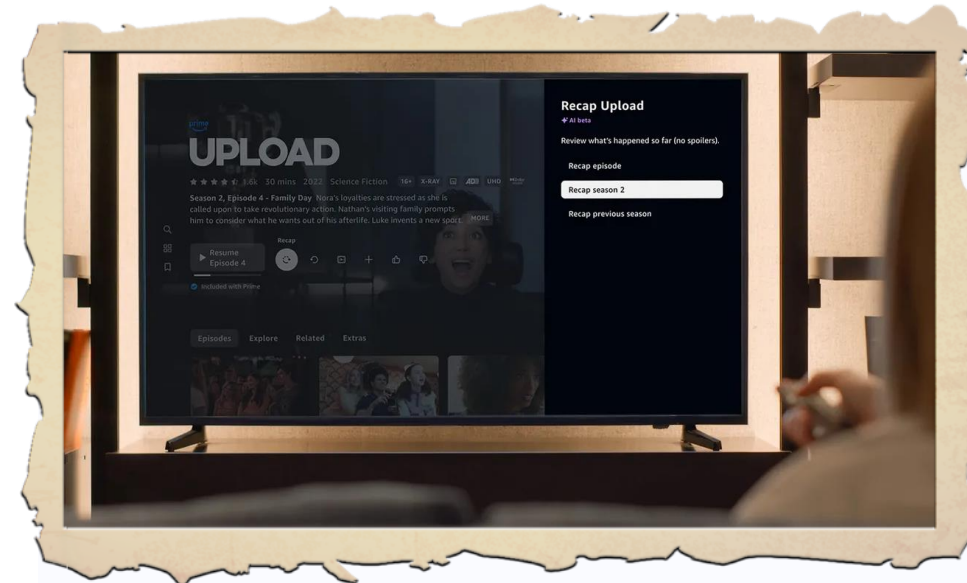 prime
UPLOAD
1.6k 30 mins 2022 Science Fiction 16+ X-RAY AD UHD
Season 2, Episode 4 - Family Day Nora's loyalties are stressed as she is
called upon to take revolutionary action. Nathan's visiting family prompts
him to consider what he wants out of his afterlife. Luke invents a new sport.
MORE
Recap
Resume
Episode 4
Included with Prime
Episodes Explore Related Extras
Recap Upload
AI beta
Review what's happened so far (no spoilers).
Recap episode
Recap season 2
Recap previous season